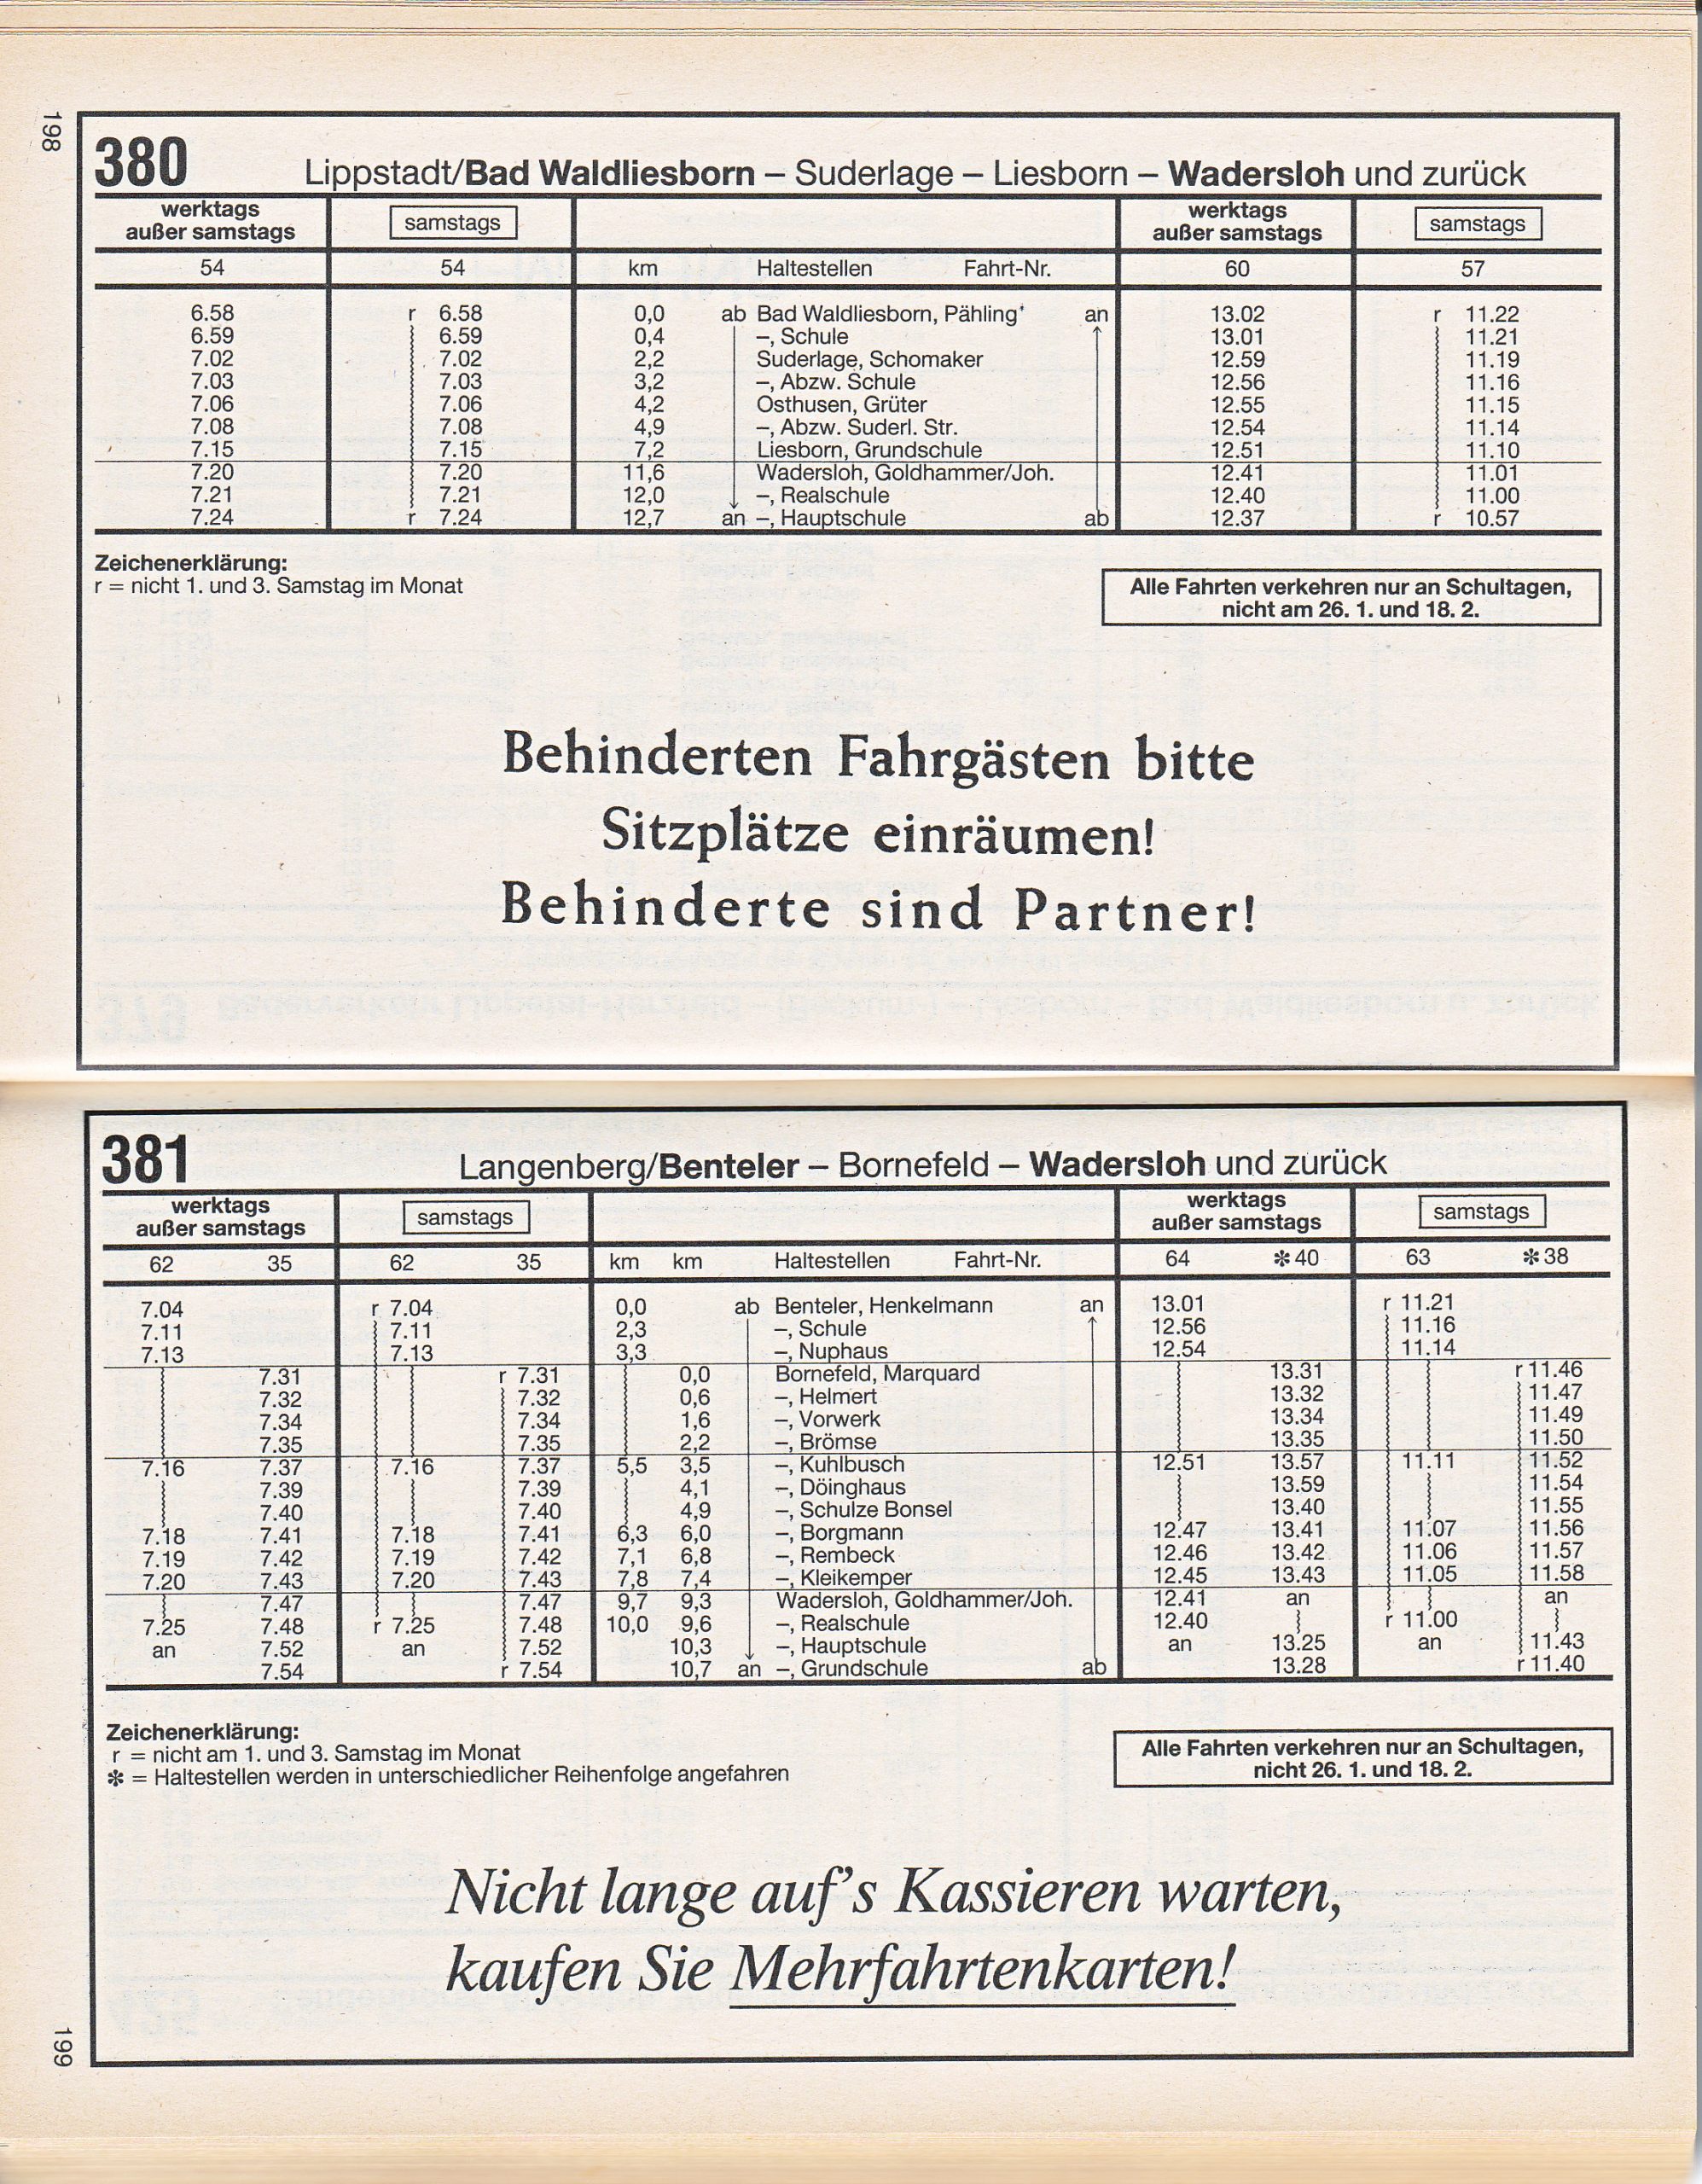 198
380 Lippstadt/Bad Waldliesborn – Suderlage – Liesborn – Wadersloh und zurück
werktags außer samstags samstags werktags außer samstags samstags
54 54 km Haltestellen Fahrt-Nr. 60 57
6.58 r 6.58 0,0 ab Bad Waldliesborn, Pähling' an 13.02 r 11.22
6.59 6.59 0,4 –, Schule 13.01 11.21
7.02 7.02 2,2 Suderlage, Schomaker 12.59 11.19
7.03 7.03 3,2 –, Abzw. Schule 12.56 11.16
7.06 7.06 4,2 Osthusen, Grüter 12.55 11.15
7.08 7.08 4,9 –, Abzw. Suderl. Str. 12.54 11.14
7.15 7.15 7,2 Liesborn, Grundschule 12.51 11.10
7.20 7.20 11,6 Wadersloh, Goldhammer/Joh. 12.41 11.01
7.21 7.21 12,0 –, Realschule 12.40 11.00
7.24 r 7.24 12,7 an –, Hauptschule ab 12.37 r 10.57
Zeichenerklärung:
r = nicht 1. und 3. Samstag im Monat
Alle Fahrten verkehren nur an Schultagen,
nicht am 26. 1. und 18. 2.
Behinderten Fahrgästen bitte
Sitzplätze einräumen!
Behinderte sind Partner!
381 Langenberg/Benteler – Bornefeld – Wadersloh und zurück
werktags außer samstags samstags werktags außer samstags samstags
62 35 62 35 km km Haltestellen Fahrt-Nr. 64 ✻ 40 63 ✻ 38
7.04 r 7.04 0,0 ab Benteler, Henkelmann an 13.01 r 11.21
7.11 7.11 2,3 –, Schule 12.56 11.16
7.13 7.13 3,3 –, Nuphaus 12.54 11.14
7.31 r 7.31 0,0 Bornefeld, Marquard 13.31 r 11.46
7.32 7.32 0,6 –, Helmert 13.32 11.47
7.34 7.34 1,6 –, Vorwerk 13.34 11.49
7.35 7.35 2,2 –, Brömse 13.35 11.50
7.16 7.37 7.16 7.37 5,5 3,5 –, Kuhlbusch 12.51 13.57 11.11 11.52
7.39 7.39 4,1 –, Döinghaus 13.59 11.54
7.40 7.40 4,9 –, Schulze Bonsel 13.40 11.55
7.18 7.41 7.18 7.41 6,3 6,0 –, Borgmann 12.47 13.41 11.07 11.56
7.19 7.42 7.19 7.42 7,1 6,8 –, Rembeck 12.46 13.42 11.06 11.57
7.20 7.43 7.20 7.43 7,8 7,4 –, Kleikemper 12.45 13.43 11.05 11.58
7.47 7.47 9,7 9,3 Wadersloh, Goldhammer/Joh. 12.41 an an
7.25 7.48 r 7.25 7.48 10,0 9,6 –, Realschule 12.40 r 11.00
an 7.52 an 7.52 10,3 –, Hauptschule an 13.25 an 11.43
7.54 r 7.54 10,7 an –, Grundschule ab 13.28 r 11.40
Zeichenerklärung:
r = nicht am 1. und 3. Samstag im Monat
✻ = Haltestellen werden in unterschiedlicher Reihenfolge angefahren
Alle Fahrten verkehren nur an Schultagen,
nicht 26. 1. und 18. 2.
Nicht lange auf's Kassieren warten,
kaufen Sie Mehrfahrtenkarten!
199